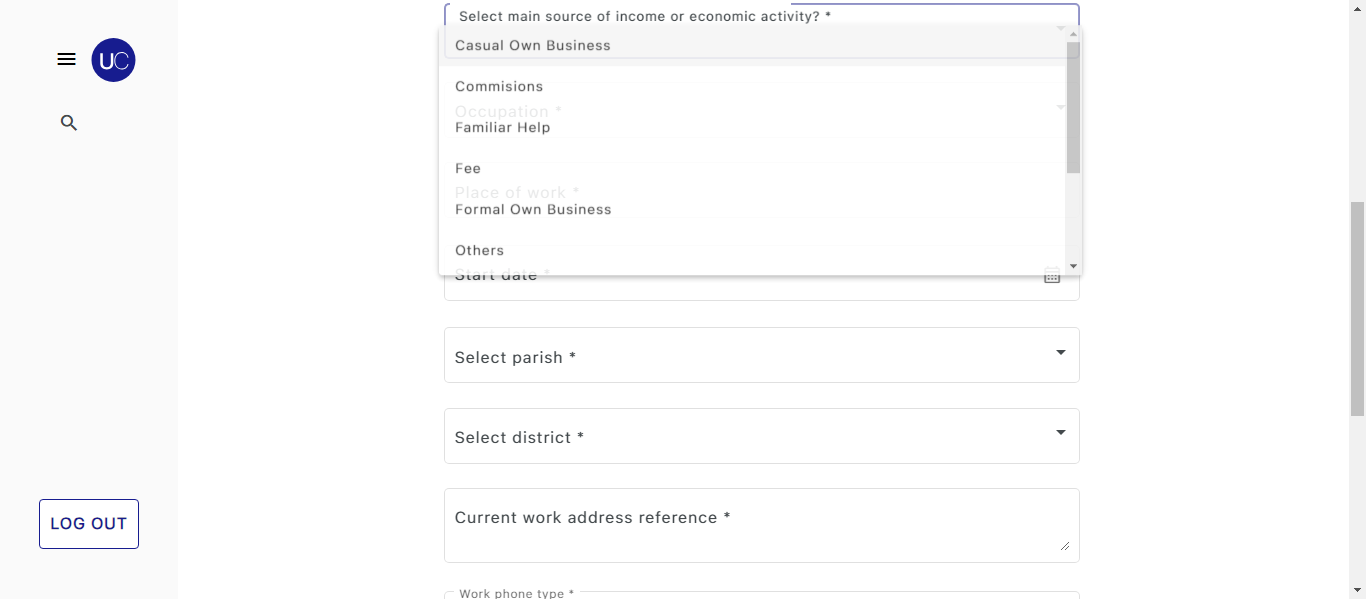 Select main source of income or economic activity? *
UC
Casual Own Business
Commisions
Occupation *
Familiar Help
Fee
Place of work *
Formal Own Business
Others
Start date *
Select parish *
Select district *
LOG OUT
Current work address reference *
Work phone type *